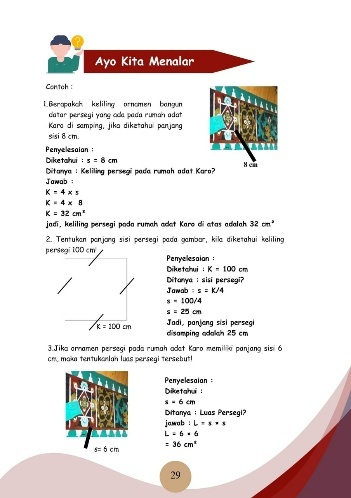 Ayo Kita Menalar
Contoh :
1.Berapakah keliling ornamen bangun
datar persegi yang ada pada rumah adat
Karo di samping, jika diketahui panjang
sisi 8 cm.
8 cm
Penyelesaian :
Diketahui : s = 8 cm
Ditanya : Keliling persegi pada rumah adat Karo?
Jawab :
K = 4 x s
K = 4 x 8
K = 32 cm²
jadi, keliling persegi pada rumah adat Karo di atas adalah 32 cm²
2. Tentukan panjang sisi persegi pada gambar, kila diketahui keliling
persegi 100 cm!
K = 100 cm
Penyelesaian :
Diketahui : K = 100 cm
Ditanya : sisi persegi?
Jawab : s = K/4
s = 100/4
s = 25 cm
Jadi, panjang sisi persegi
disamping adalah 25 cm
3.Jika ornamen persegi pada rumah adat Karo memiliki panjang sisi 6
cm, maka tentukanlah luas persegi tersebut!
s= 6 cm
Penyelesaian :
Diketahui :
s = 6 cm
Ditanya : Luas Persegi?
jawab : L = s × s
L = 6 × 6
= 36 cm²
29